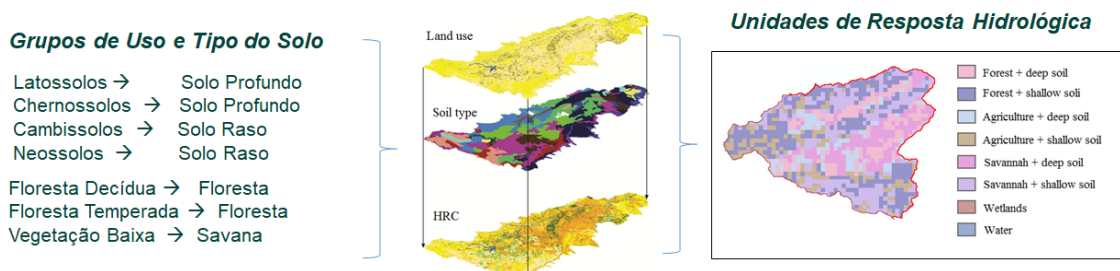 Grupos de Uso e Tipo do Solo
Latossolos → Solo Profundo
Chernossolos → Solo Profundo
Cambissolos → Solo Raso
Neossolos → Solo Raso
Floresta Decídua → Floresta
Floresta Temperada → Floresta
Vegetação Baixa → Savana
Land use
Soil type
HRC
Unidades de Resposta Hidrológica
Forest + deep soil
Forest + shallow soli
Agriculture + deep soil
Agriculture + shallow soil
Savannah + deep soil
Savannah + shallow soil
Wetlands
Water